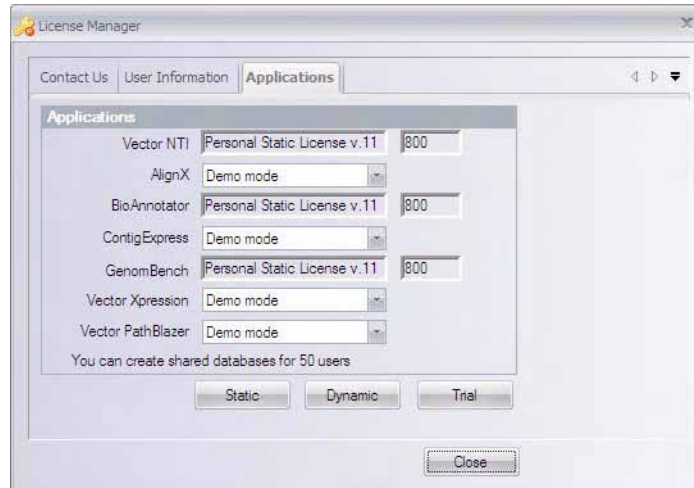 License Manager
Contact Us User Information Applications
Applications
Vector NTI Personal Static License v.11 800
AlignX Demo mode
BioAnnotator Personal Static License v.11 800
ContigExpress Demo mode
GenomBench Personal Static License v.11 800
Vector Xpression Demo mode
Vector PathBlazer Demo mode
You can create shared databases for 50 users
Static Dynamic Trial
Close